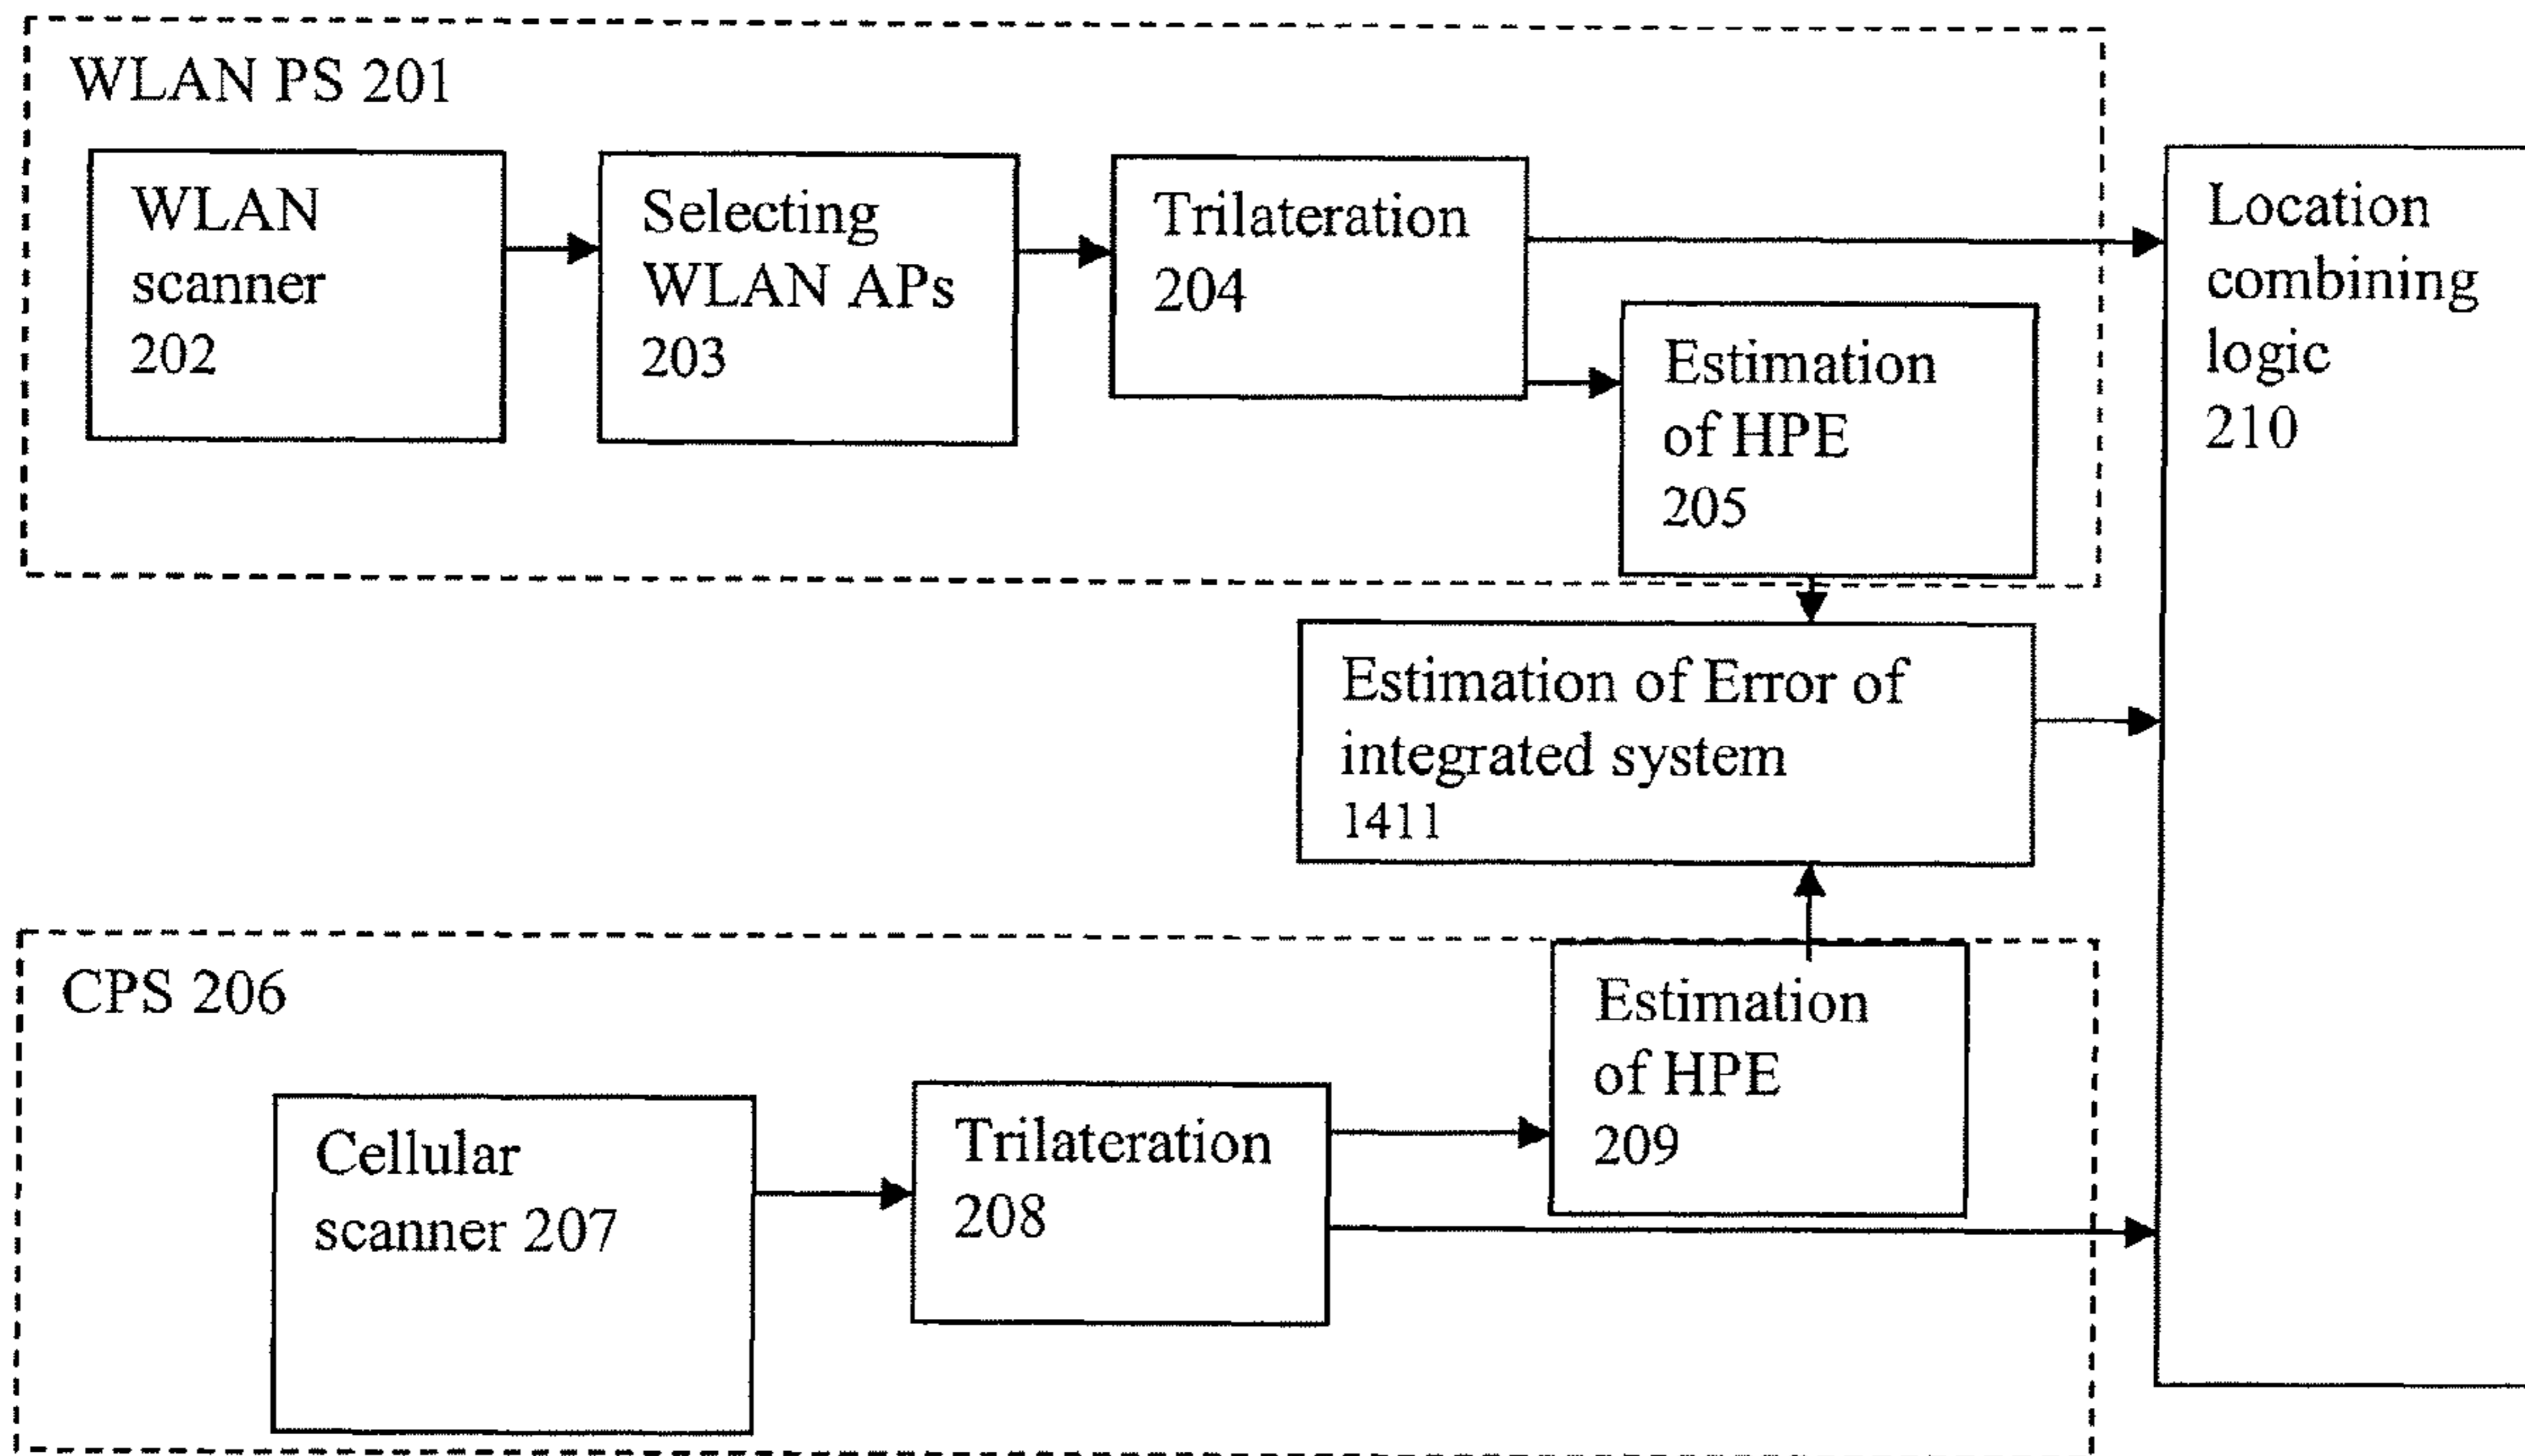 WLAN PS 201
WLAN
scanner
202
Selecting
WLAN APs
203
Trilateration
204
Estimation
of HPE
205
Location
combining
logic
210
Estimation of Error of
integrated system
1411
CPS 206
Cellular
scanner 207
Trilateration
208
Estimation
of HPE
209